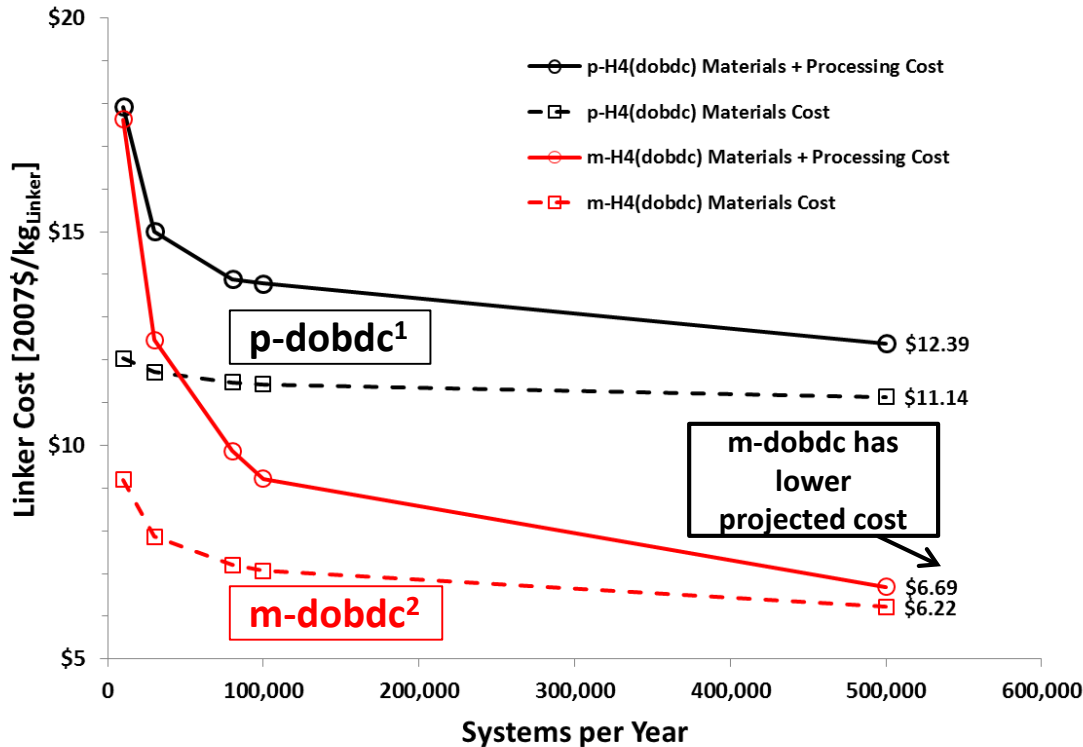 $20
$15
$10
$5
Linker Cost [2007$/kgLinker]
p-H4(dobdc) Materials + Processing Cost
p-H4(dobdc) Materials Cost
m-H4(dobdc) Materials + Processing Cost
m-H4(dobdc) Materials Cost
p-dobdc1
$12.39
$11.14
m-dobdc has
lower
projected cost
m-dobdc2
$6.69
$6.22
0 100,000 200,000 300,000 400,000 500,000 600,000
Systems per Year